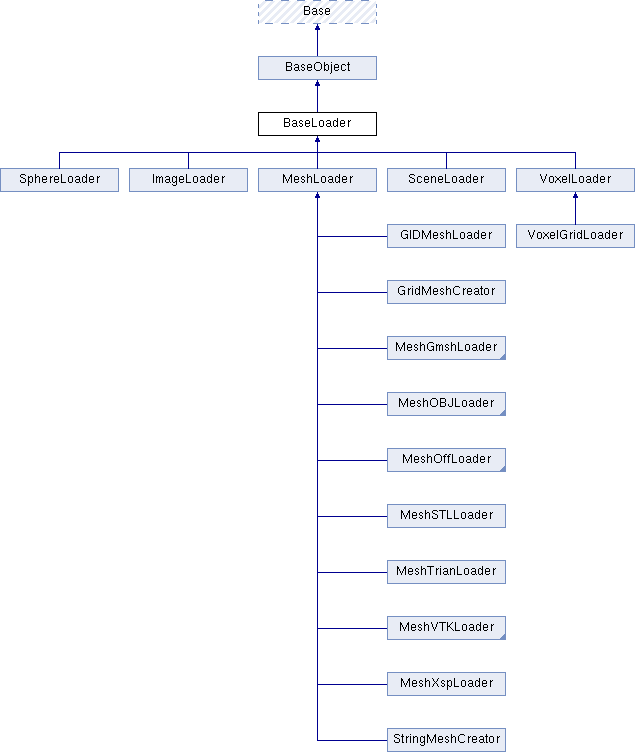 Base
BaseObject
BaseLoader
SphereLoader
ImageLoader
MeshLoader
SceneLoader
VoxelLoader
GIDMeshLoader
VoxelGridLoader
GridMeshCreator
MeshGmshLoader
MeshOBJLoader
MeshOffLoader
MeshSTLLoader
MeshTrianLoader
MeshVTKLoader
MeshXspLoader
StringMeshCreator